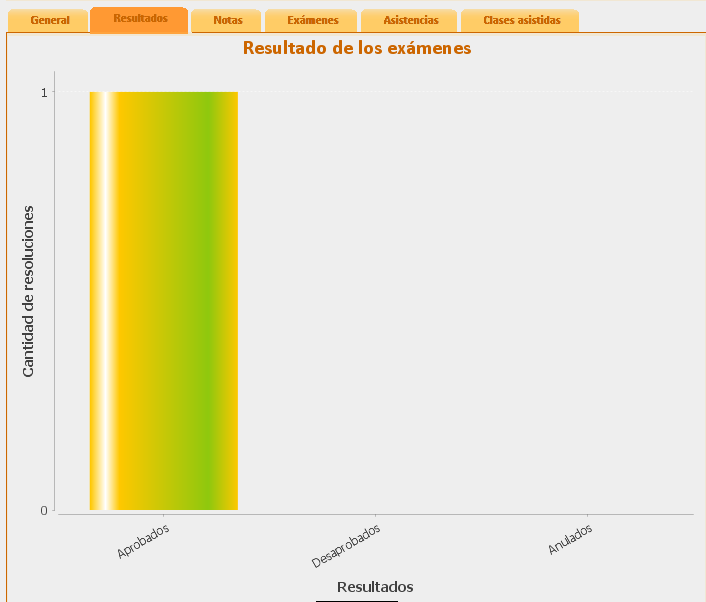 General Resultados Notas Exámenes Asistencias Clases asistidas
Resultado de los exámenes
1
Cantidad de resoluciones
0
Aprobados Desaprobados Anulados
Resultados